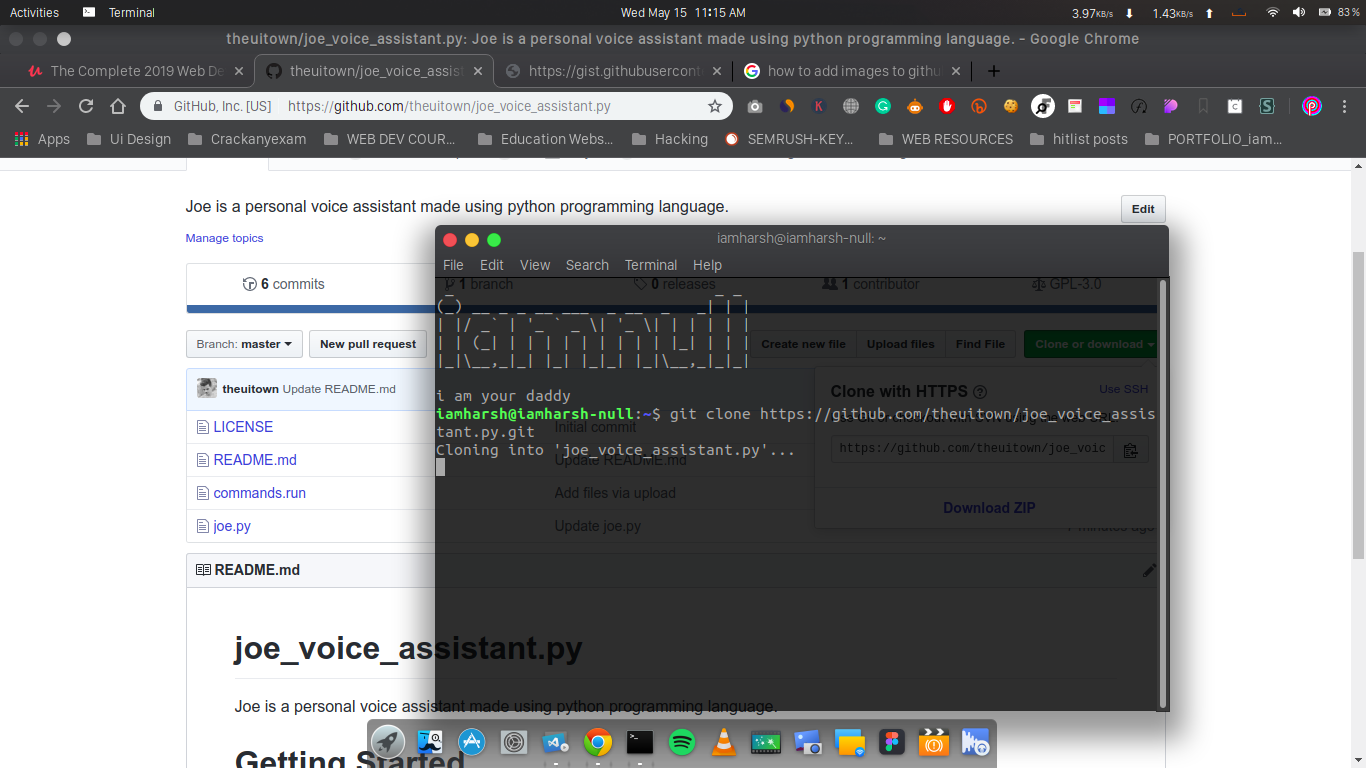 Activities Terminal Wed May 15 11:15 AM 3.97KB/s 1.43KB/s 83 %
theuitown/joe_voice_assistant.py: Joe is a personal voice assistant made using python programming language. - Google Chrome
The Complete 2019 Web De theuitown/joe_voice_assist https://gist.githubusercont how to add images to githu
GitHub, Inc. [US] https://github.com/theuitown/joe_voice_assistant.py
Apps Ui Design Crackanyexam WEB DEV COUR... Education Webs... Hacking SEMRUSH-KEY... WEB RESOURCES hitlist posts PORTFOLIO_iam...
Joe is a personal voice assistant made using python programming language.
Edit
Manage topics
iamharsh@iamharsh-null: ~
File Edit View Search Terminal Help
6 commits 1 branch 0 releases 1 contributor GPL-3.0
Branch: master New pull request Create new file Upload files Find File Clone or download
theuitown Update README.md
Clone with HTTPS Use SSH
i am your daddy
iamharsh@iamharsh-null:~$ git clone https://github.com/theuitown/joe_voice_assis
tant.py.git
LICENSE Initial commit
Cloning into 'joe_voice_assistant.py'...
https://github.com/theuitown/joe_voic
README.md Update README.md
commands.run Add files via upload
Download ZIP
joe.py Update joe.py
minutes ago
README.md
joe_voice_assistant.py
Joe is a personal voice assistant made using python programming language.
Getting Started